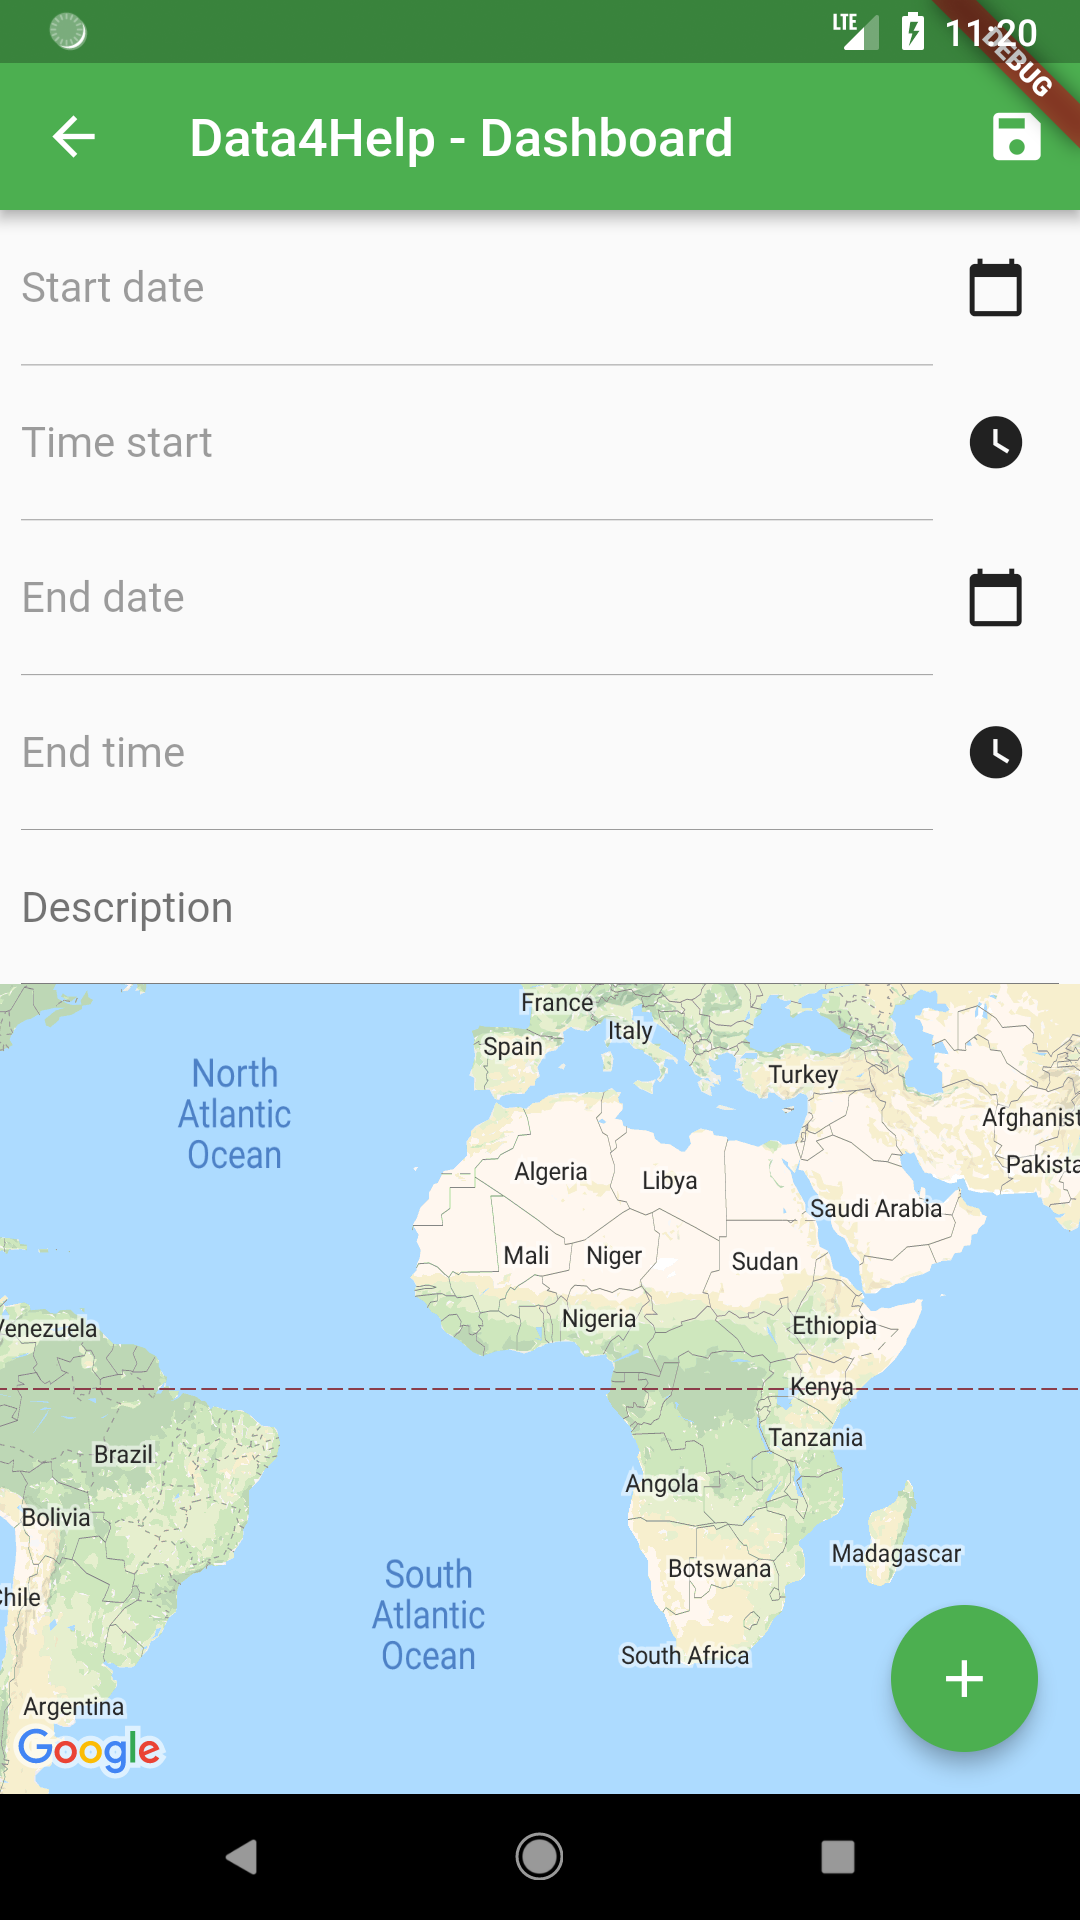 LTE 11:20
DEBUG
Data4Help - Dashboard
Start date
Time start
End date
End time
Description
France
Italy
Spain
Turkey
North
Atlantic
Ocean
Afghanist
Pakista
Algeria
Libya
Saudi Arabia
Mali
Niger
Sudan
Nigeria
Ethiopia
Venezuela
Kenya
Tanzania
Brazil
Angola
Bolivia
Madagascar
Botswana
South
Atlantic
Ocean
Chile
South Africa
Argentina
Google